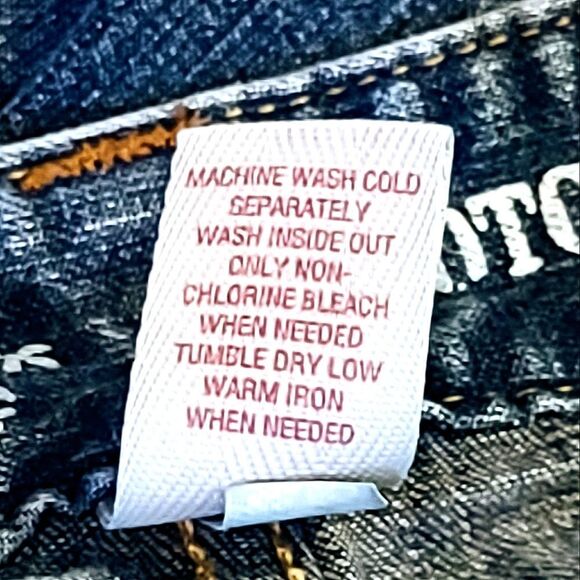 MACHINE WASH COLD
SEPARATELY
WASH INSIDE OUT
ONLY NON-
CHLORINE BLEACH
WHEN NEEDED
TUMBLE DRY LOW
WARM IRON
WHEN NEEDED